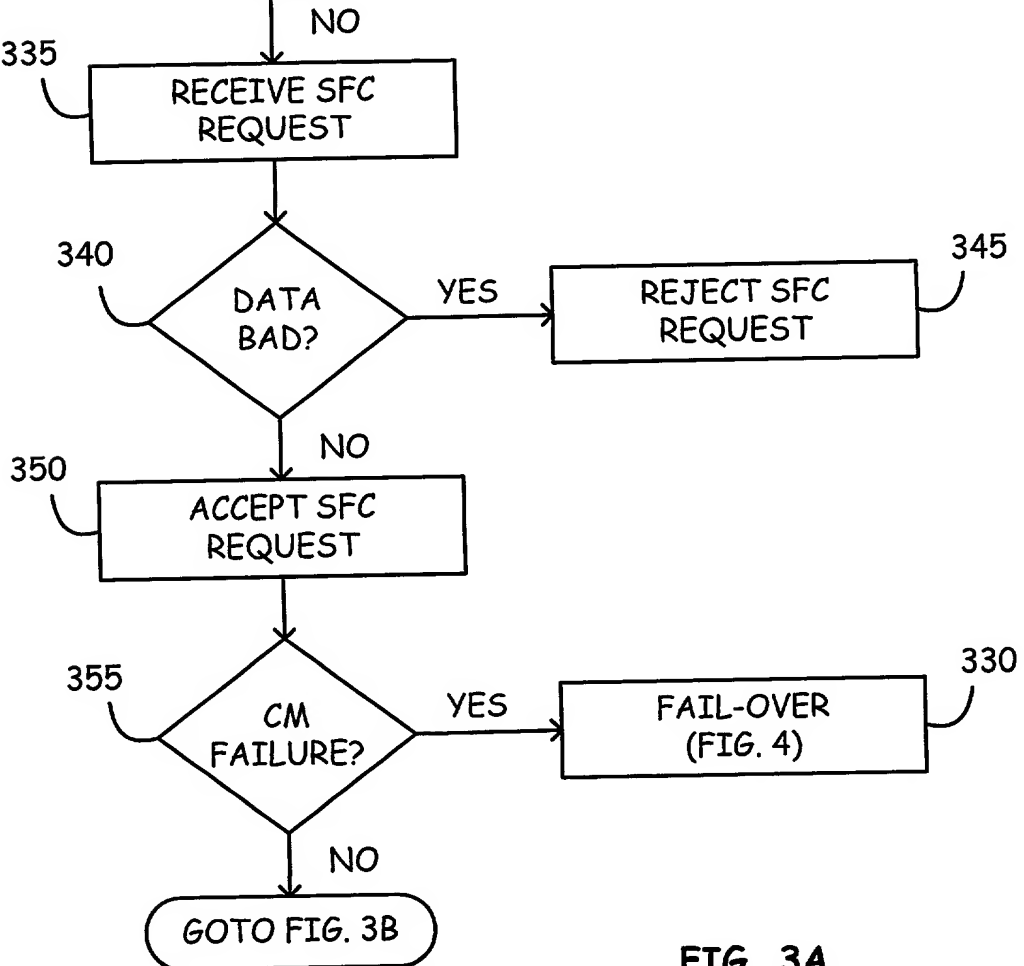 NO
335
RECEIVE SFC
REQUEST
340
DATA
BAD?
YES
345
REJECT SFC
REQUEST
NO
350
ACCEPT SFC
REQUEST
355
CM
FAILURE?
YES
330
FAIL-OVER
(FIG. 4)
NO
GOTO FIG. 3B
FIG. 3A